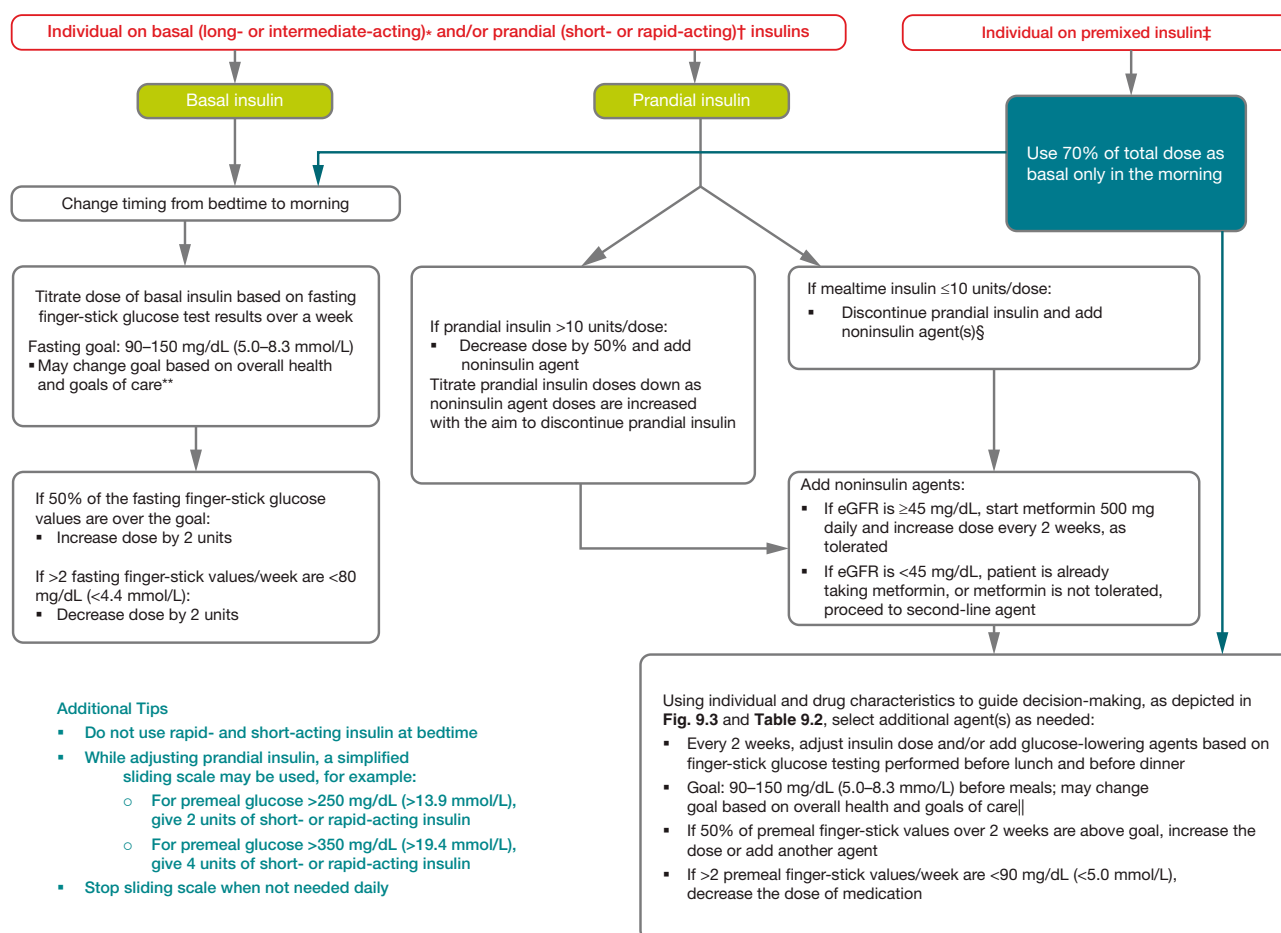 Individual on basal (long- or intermediate-acting)* and/or prandial (short- or rapid-acting)† insulins
Individual on premixed insulin‡
Basal insulin
Prandial insulin
Use 70% of total dose as
basal only in the morning
Change timing from bedtime to morning
Titrate dose of basal insulin based on fasting
finger-stick glucose test results over a week
Fasting goal: 90–150 mg/dL (5.0–8.3 mmol/L)
▪ May change goal based on overall health
and goals of care**
If prandial insulin >10 units/dose:
▪ Decrease dose by 50% and add
noninsulin agent
Titrate prandial insulin doses down as
noninsulin agent doses are increased
with the aim to discontinue prandial insulin
If mealtime insulin ≤10 units/dose:
▪ Discontinue prandial insulin and add
noninsulin agent(s)§
If 50% of the fasting finger-stick glucose
values are over the goal:
▪ Increase dose by 2 units
If >2 fasting finger-stick values/week are <80
mg/dL (<4.4 mmol/L):
▪ Decrease dose by 2 units
Add noninsulin agents:
▪ If eGFR is ≥45 mg/dL, start metformin 500 mg
daily and increase dose every 2 weeks, as
tolerated
▪ If eGFR is <45 mg/dL, patient is already
taking metformin, or metformin is not tolerated,
proceed to second-line agent
Additional Tips
▪ Do not use rapid- and short-acting insulin at bedtime
▪ While adjusting prandial insulin, a simplified
sliding scale may be used, for example:
○ For premeal glucose >250 mg/dL (>13.9 mmol/L),
give 2 units of short- or rapid-acting insulin
○ For premeal glucose >350 mg/dL (>19.4 mmol/L),
give 4 units of short- or rapid-acting insulin
▪ Stop sliding scale when not needed daily
Using individual and drug characteristics to guide decision-making, as depicted in
Fig. 9.3 and Table 9.2, select additional agent(s) as needed:
▪ Every 2 weeks, adjust insulin dose and/or add glucose-lowering agents based on
finger-stick glucose testing performed before lunch and before dinner
▪ Goal: 90–150 mg/dL (5.0–8.3 mmo/L) before meals; may change
goal based on overall health and goals of care||
▪ If 50% of premeal finger-stick values over 2 weeks are above goal, increase the
dose or add another agent
▪ If >2 premeal finger-stick values/week are <90 mg/dL (<5.0 mmol/L),
decrease the dose of medication